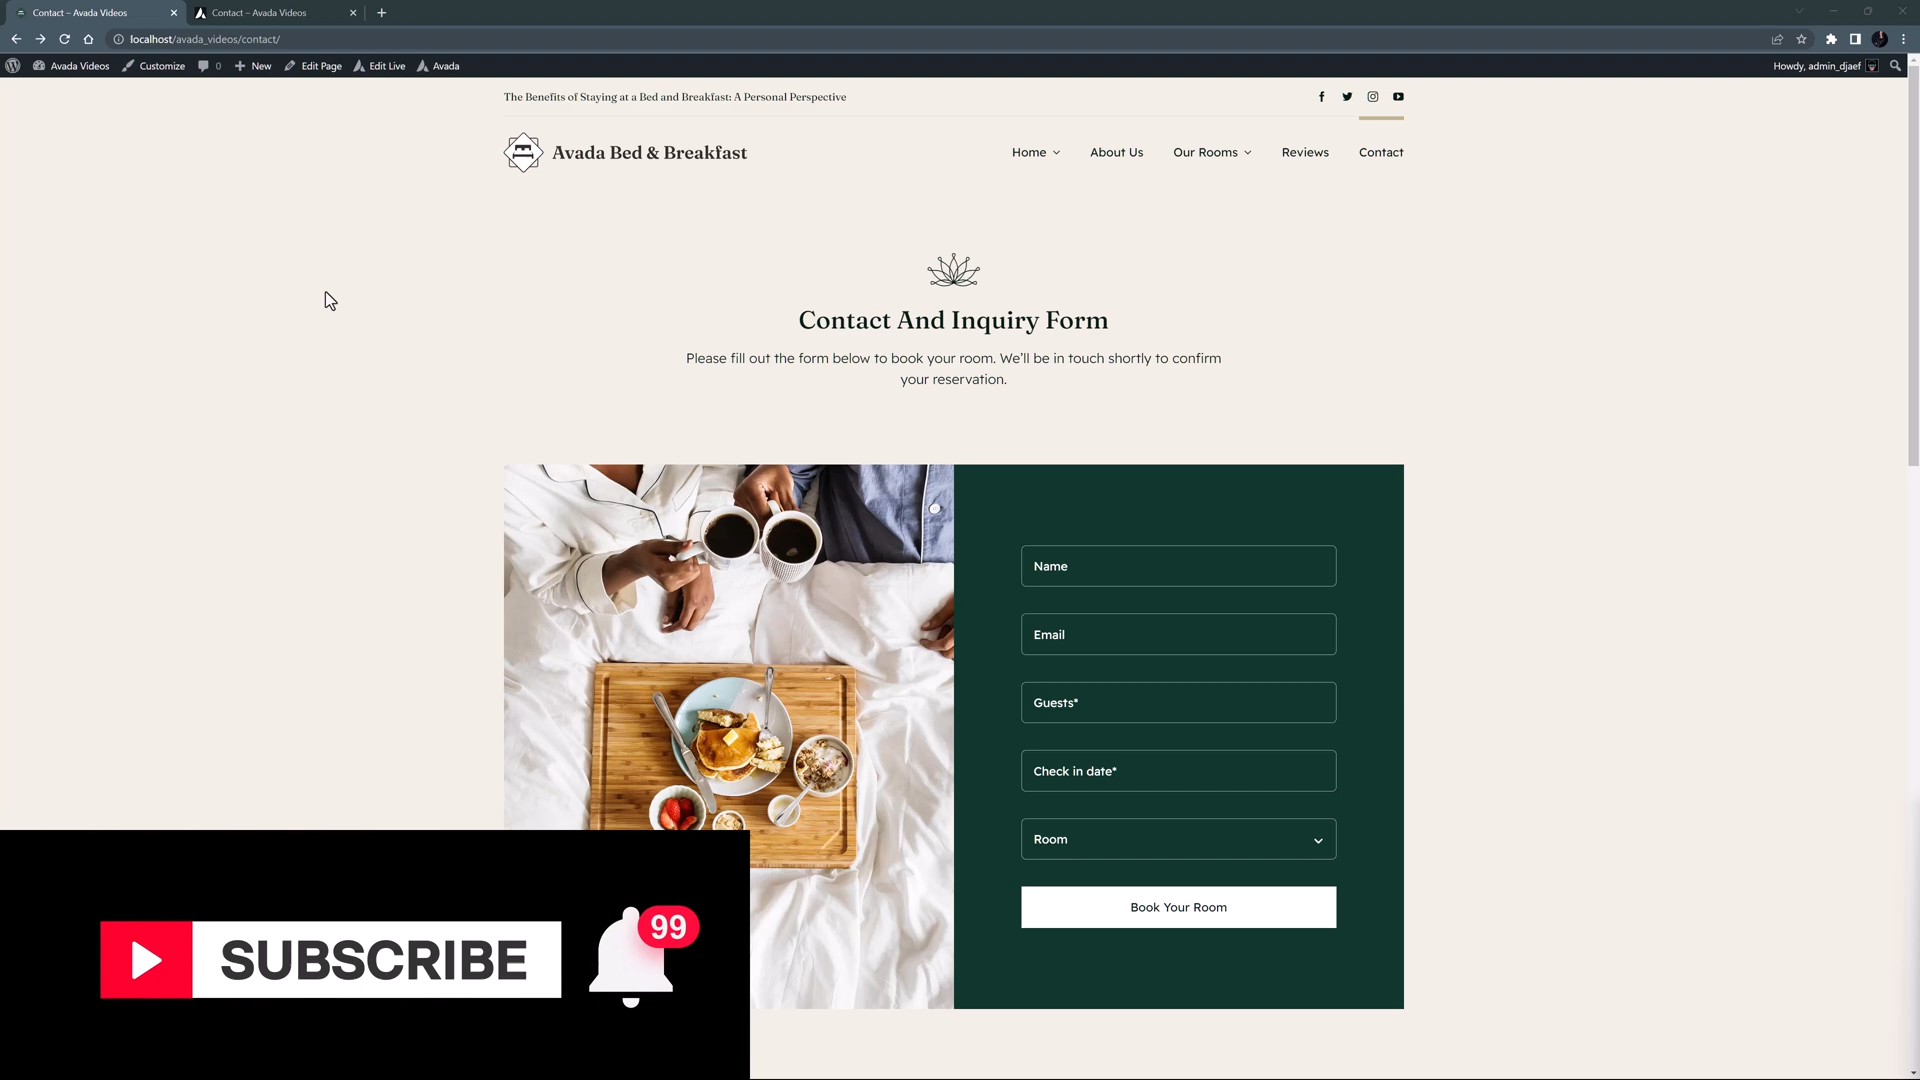 Contact – Avada Videos
Contact – Avada Videos
localhost/avada_videos/contact/
Avada Videos Customize 0 New Edit Page Edit Live Avada
Howdy, admin_djaef
The Benefits of Staying at a Bed and Breakfast: A Personal Perspective
Avada Bed & Breakfast
Home About Us Our Rooms Reviews Contact
Contact And Inquiry Form
Please fill out the form below to book your room. We’ll be in touch shortly to confirm
your reservation.
Name
Email
Guests*
Check in date*
Room
Book Your Room
SUBSCRIBE
99